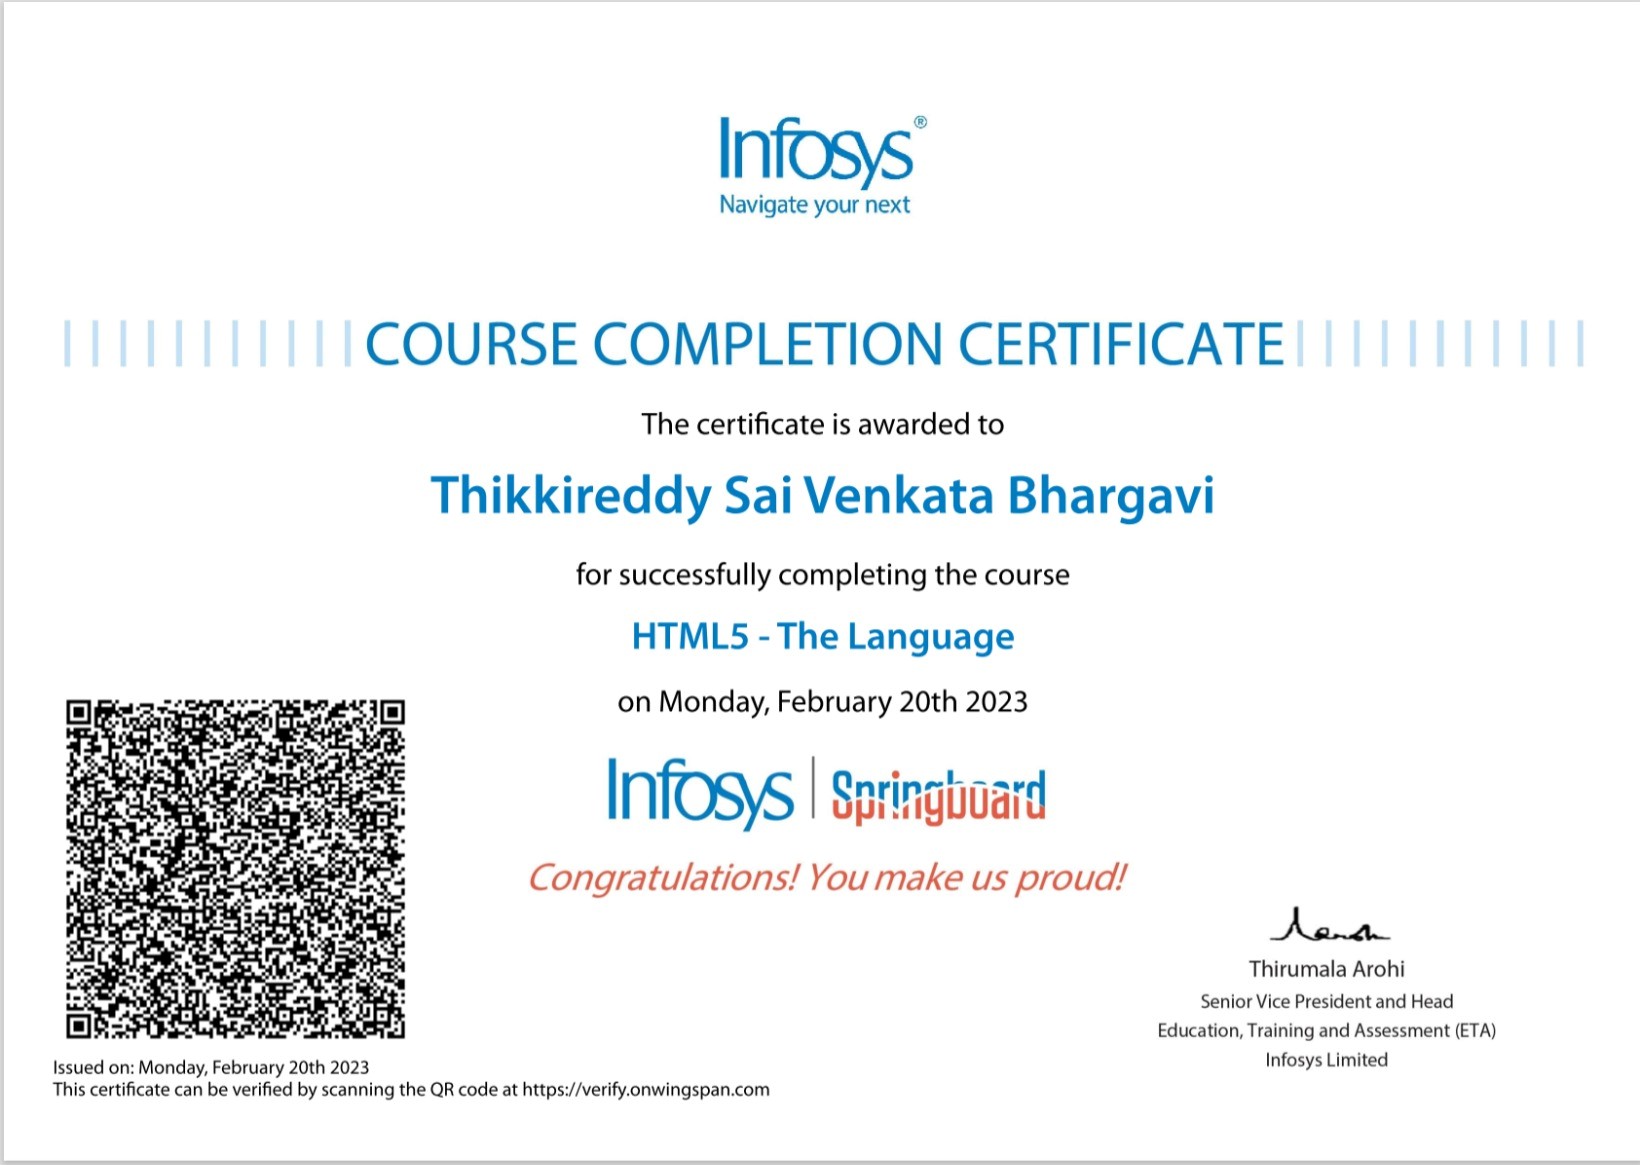 Infosys®
Navigate your next
COURSE COMPLETION CERTIFICATE
The certificate is awarded to
Thikkireddy Sai Venkata Bhargavi
for successfully completing the course
HTML5 - The Language
on Monday, February 20th 2023
Infosys | Springboard
Congratulations! You make us proud!
Thirumala Arohi
Senior Vice President and Head
Education, Training and Assessment (ETA)
Infosys Limited
Issued on: Monday, February 20th 2023
This certificate can be verified by scanning the QR code at https://verify.onwingspan.com